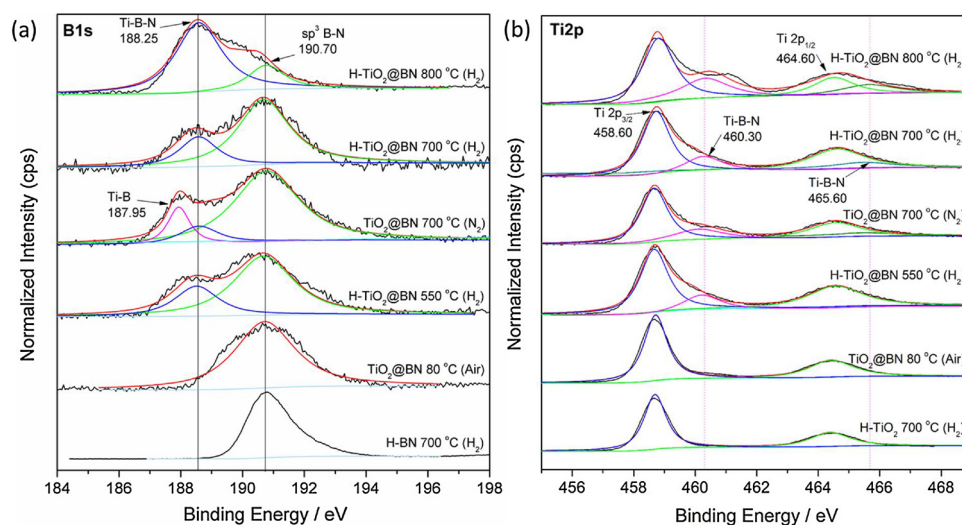 (a)
B1s
Ti-B-N
188.25
sp³ B-N
190.70
H-TiO₂@BN 800 °C (H₂)
H-TiO₂@BN 700 °C (H₂)
Ti-B
187.95
TiO₂@BN 700 °C (N₂)
H-TiO₂@BN 550 °C (H₂)
TiO₂@BN 80 °C (Air)
H-BN 700 °C (H₂)
Normalized Intensity (cps)
184 186 188 190 192 194 196 198
Binding Energy / eV
(b)
Ti2p
Ti 2p₁/₂
464.60
H-TiO₂@BN 800 °C (H₂
Ti 2p₃/₂
458.60
Ti-B-N
460.30
H-TiO₂@BN 700 °C (H₂
Ti-B-N
465.60
TiO₂@BN 700 °C (N₂
H-TiO₂@BN 550 °C (H₂
TiO₂@BN 80 °C (Air
H-TiO₂ 700 °C (H₂
Normalized Intensity (cps)
456 458 460 462 464 466 468
Binding Energy / eV